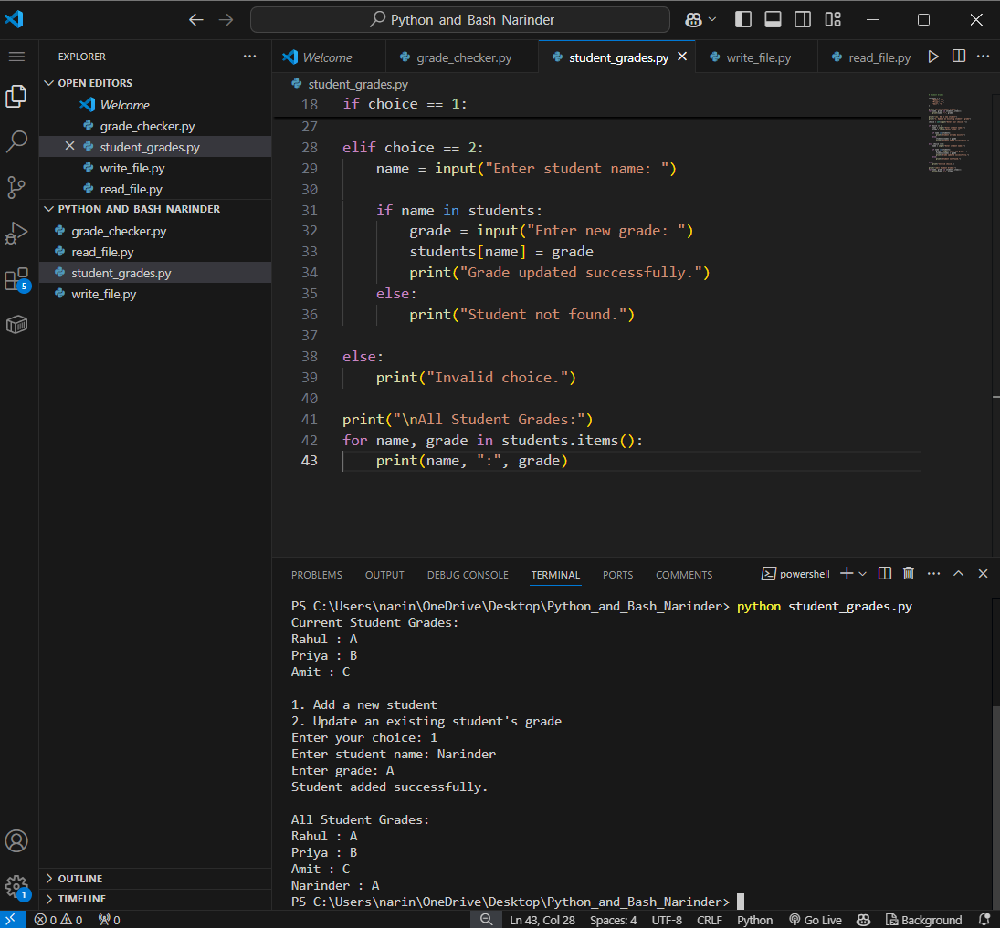 Python_and_Bash_Narinder
EXPLORER
OPEN EDITORS
Welcome
grade_checker.py
student_grades.py
write_file.py
read_file.py
PYTHON_AND_BASH_NARINDER
grade_checker.py
read_file.py
student_grades.py
write_file.py
5
OUTLINE
TIMELINE
1
Welcome grade_checker.py student_grades.py write_file.py read_file.py
student_grades.py
18 if choice == 1:
27
28 elif choice == 2:
29 name = input("Enter student name: ")
30
31 if name in students:
32 grade = input("Enter new grade: ")
33 students[name] = grade
34 print("Grade updated successfully.")
35 else:
36 print("Student not found.")
37
38 else:
39 print("Invalid choice.")
40
41 print("\nAll Student Grades:")
42 for name, grade in students.items():
43 print(name, ":", grade)
PROBLEMS OUTPUT DEBUG CONSOLE TERMINAL PORTS COMMENTS powershell
PS C:\Users\narin\OneDrive\Desktop\Python_and_Bash_Narinder> python student_grades.py
Current Student Grades:
Rahul : A
Priya : B
Amit : C
1. Add a new student
2. Update an existing student's grade
Enter your choice: 1
Enter student name: Narinder
Enter grade: A
Student added successfully.
All Student Grades:
Rahul : A
Priya : B
Amit : C
Narinder : A
PS C:\Users\narin\OneDrive\Desktop\Python_and_Bash_Narinder>
0 0 0 Ln 43, Col 28 Spaces: 4 UTF-8 CRLF Python Go Live Background